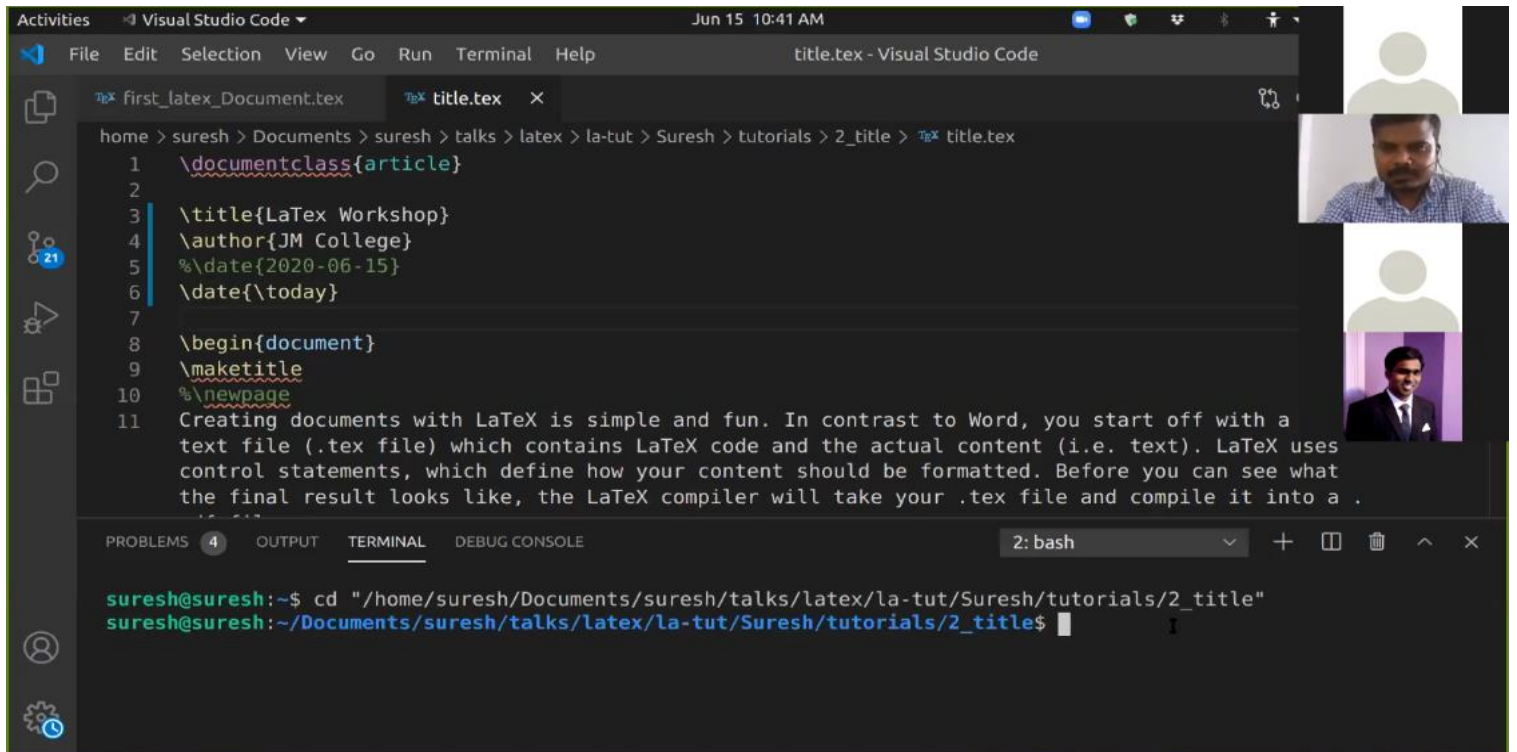 Activities Visual Studio Code Jun 15 10:41 AM
File Edit Selection View Go Run Terminal Help title.tex - Visual Studio Code
TEX first_latex_Document.tex TEX title.tex ×
home > suresh > Documents > suresh > talks > latex > la-tut > Suresh > tutorials > 2_title > TEX title.tex
1 \documentclass{article}
2
3 \title{LaTex Workshop}
4 \author{JM College}
5 %\date{2020-06-15}
6 \date{\today}
7
8 \begin{document}
9 \maketitle
10 %\newpage
11 Creating documents with LaTeX is simple and fun. In contrast to Word, you start off with a
text file (.tex file) which contains LaTeX code and the actual content (i.e. text). LaTeX uses
control statements, which define how your content should be formatted. Before you can see what
the final result looks like, the LaTeX compiler will take your .tex file and compile it into a .
21
PROBLEMS 4 OUTPUT TERMINAL DEBUG CONSOLE 2: bash
suresh@suresh:~$ cd "/home/suresh/Documents/suresh/talks/latex/la-tut/Suresh/tutorials/2_title"
suresh@suresh:~/Documents/suresh/talks/latex/la-tut/Suresh/tutorials/2_title$